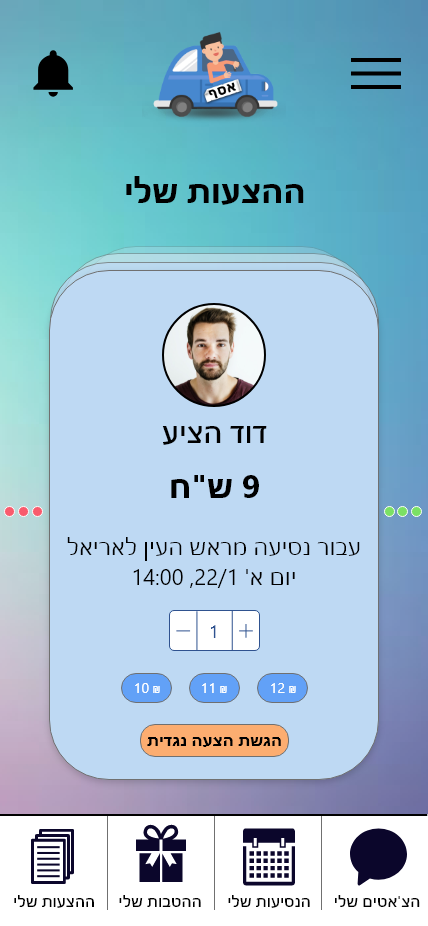 אסף
ההצעות שלי
דוד הציע
9 ש"ח
עבור נסיעה מראש העין לאריאל
יום א' 22/1, 14:00
1
10 ₪
11 ₪
12 ₪
הגשת הצעה נגדית
הצ'אטים שלי
הנסיעות שלי
ההטבות שלי
ההצעות שלי